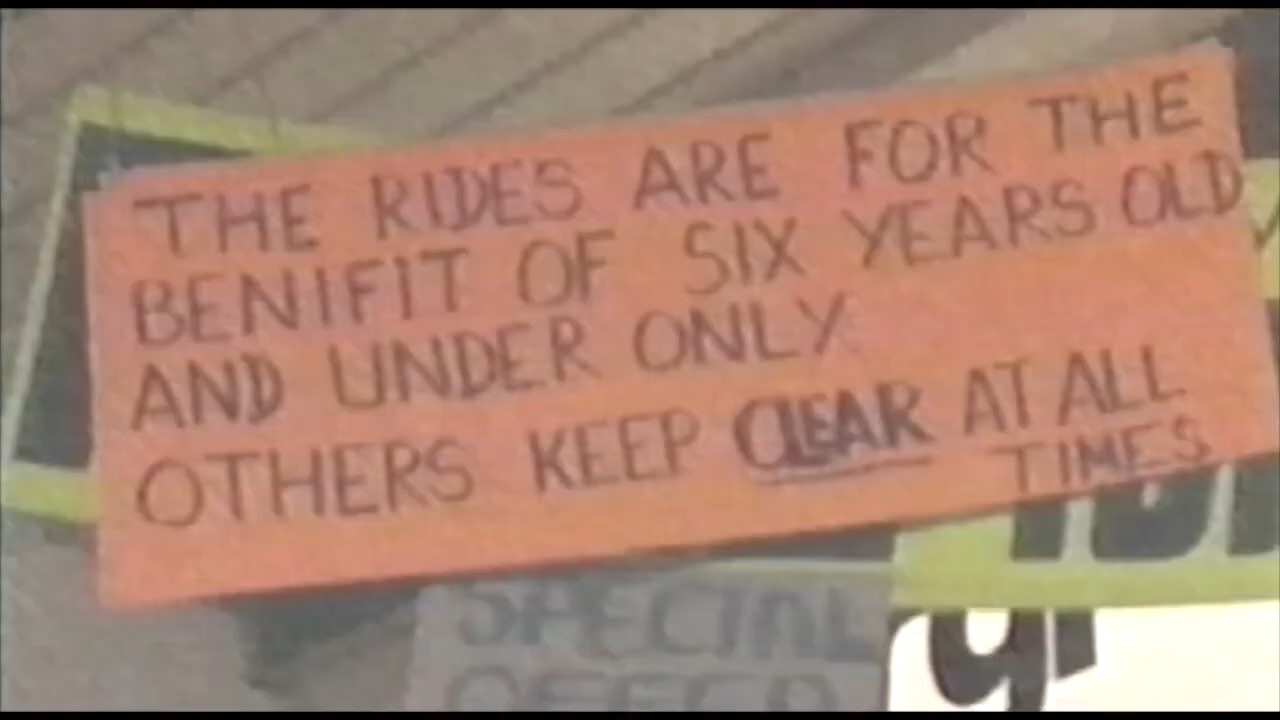 THE RIDES ARE FOR THE
BENIFIT OF SIX YEARS OLD
AND UNDER ONLY
OTHERS KEEP CLEAR AT ALL
TIMES
SPECIAL
OFFER